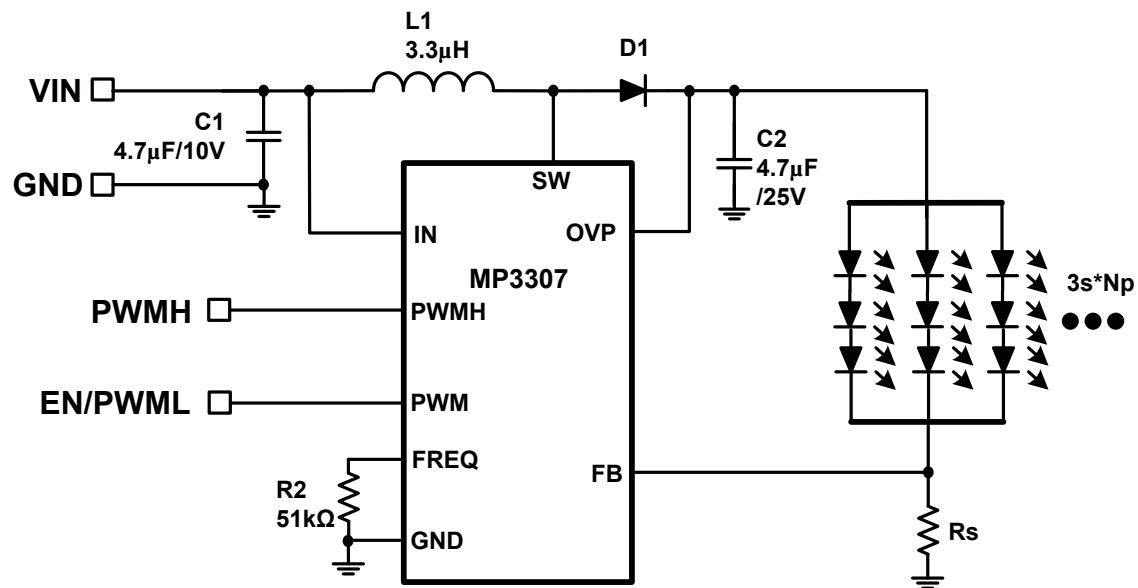 L1
3.3µH
D1
VIN
C1
4.7µF/10V
C2
4.7µF
/25V
GND
SW
IN
OVP
MP3307
3s*Np
PWMH
PWMH
EN/PWML
PWM
FREQ
FB
R2
51kΩ
GND
Rs